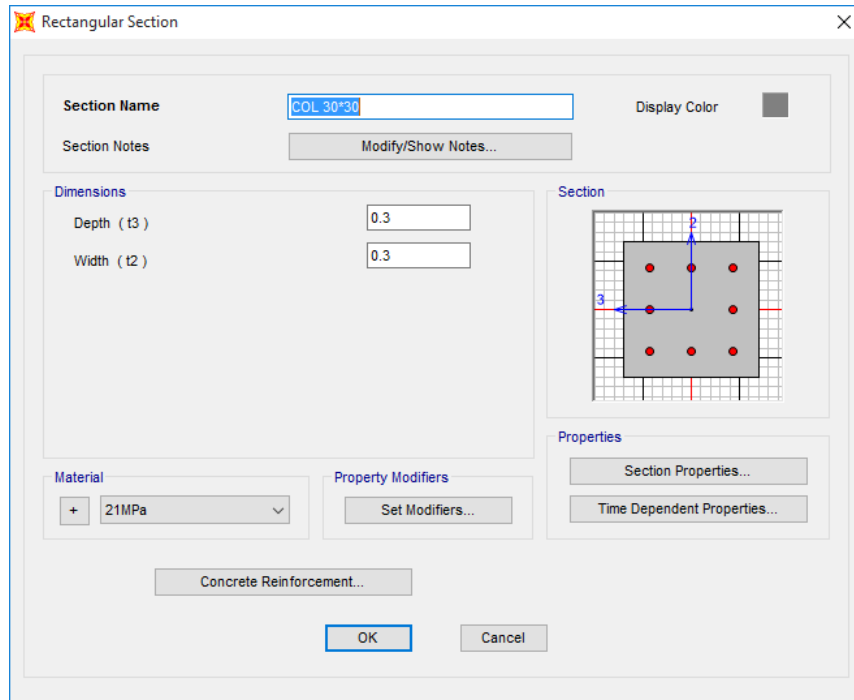 Rectangular Section
Section Name
COL 30*30
Display Color
Section Notes
Modify/Show Notes...
Dimensions
Depth ( t3 )
0.3
Width ( t2 )
0.3
Section
2
3
Properties
Section Properties...
Time Dependent Properties...
Material
+
21MPa
Property Modifiers
Set Modifiers...
Concrete Reinforcement...
OK
Cancel